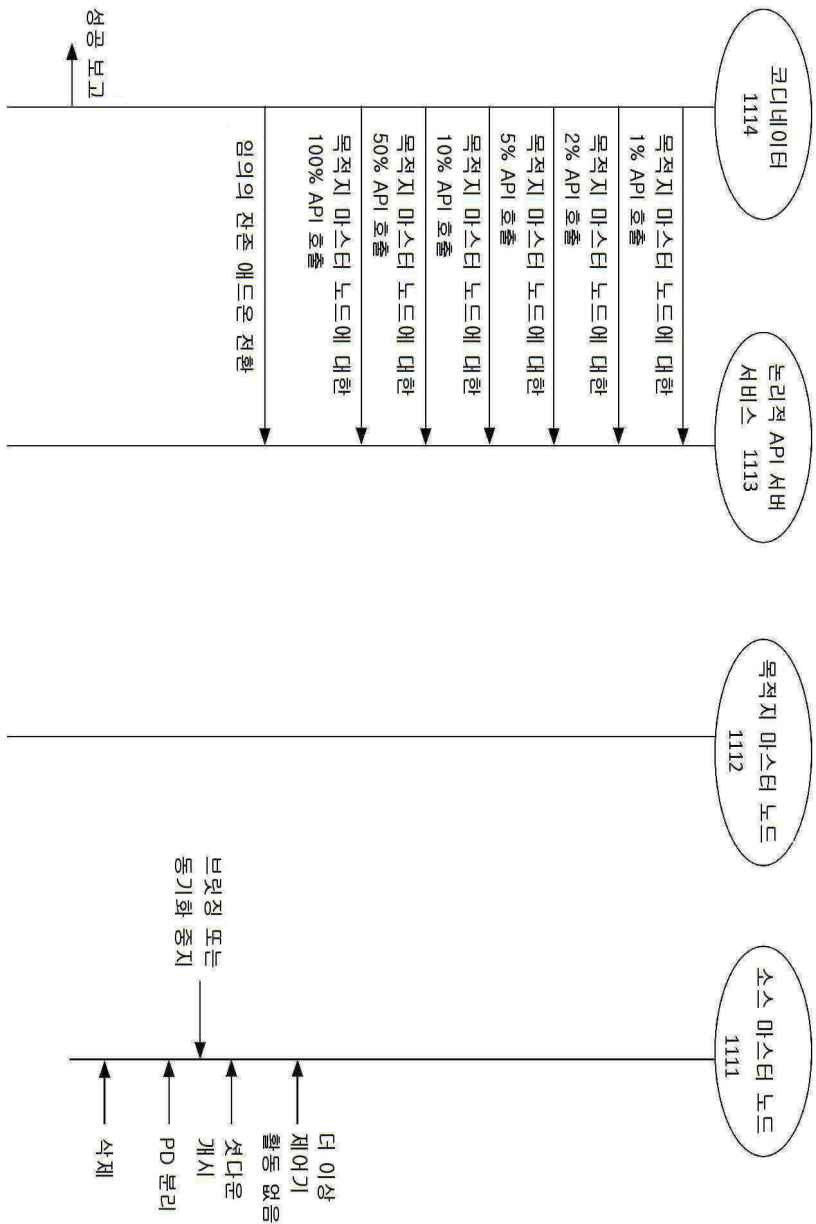 코디네이터
1114
논리적 API 서버
서비스 1113
목적지 마스터 노드
1112
소스 마스터 노드
1111
목적지 마스터 노드에 대한
1% API 호출
목적지 마스터 노드에 대한
2% API 호출
목적지 마스터 노드에 대한
5% API 호출
목적지 마스터 노드에 대한
10% API 호출
목적지 마스터 노드에 대한
50% API 호출
목적지 마스터 노드에 대한
100% API 호출
임의의 잔존 애드온 전환
성공 보고
더 이상
제어기
활동 없음
셧다운
개시
브릿징 또는
동기화 중지
PD 분리
삭제